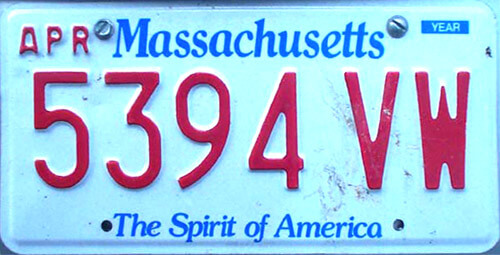 APR Massachusetts YEAR
5394 VW
The Spirit of America